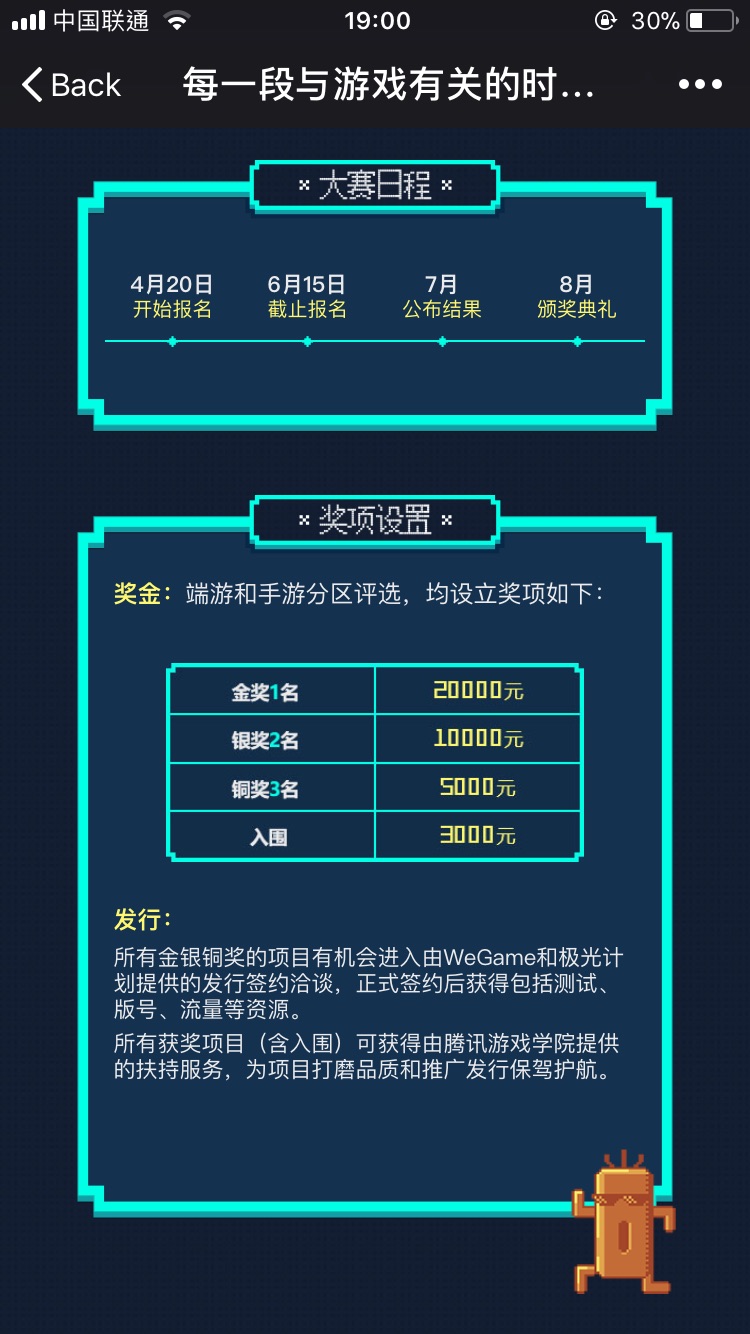 中国联通 19:00 30%
Back 每一段与游戏有关的时...
大赛日程
4月20日 6月15日 7月 8月
开始报名 截止报名 公布结果 颁奖典礼
奖项设置
奖金：端游和手游分区评选，均设立奖项如下：
金奖1名 20000元
银奖2名 10000元
铜奖3名 5000元
入围 3000元
发行：
所有金银铜奖的项目有机会进入由WeGame和极光计
划提供的发行签约洽谈，正式签约后获得包括测试、
版号、流量等资源。
所有获奖项目（含入围）可获得由腾讯游戏学院提供
的扶持服务，为项目打磨品质和推广发行保驾护航。